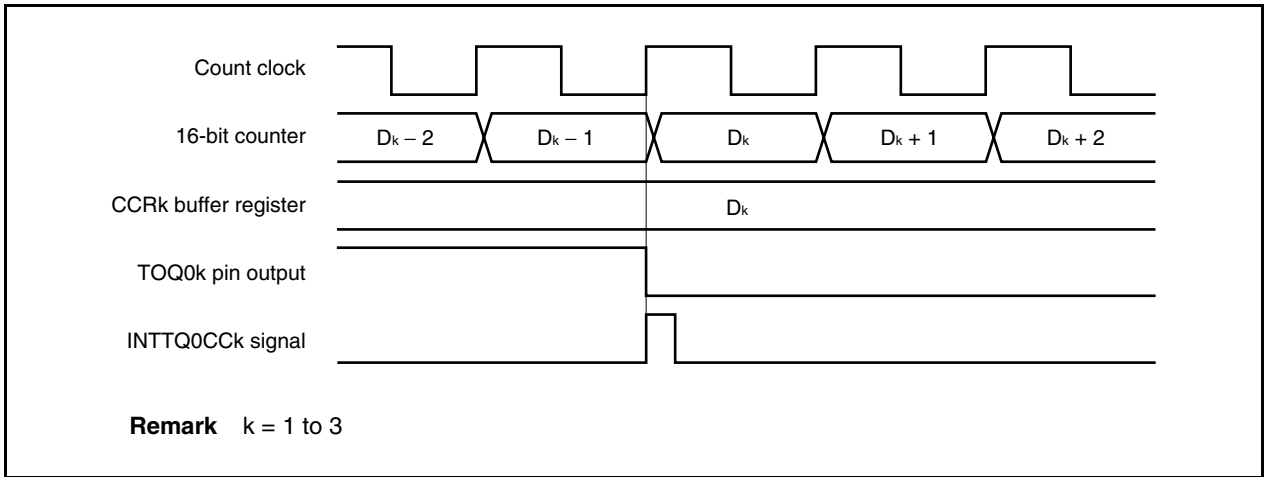 Count clock
16-bit counter Dk – 2 Dk – 1 Dk Dk + 1 Dk + 2
CCRk buffer register Dk
TOQ0k pin output
INTTQ0CCk signal
Remark k = 1 to 3